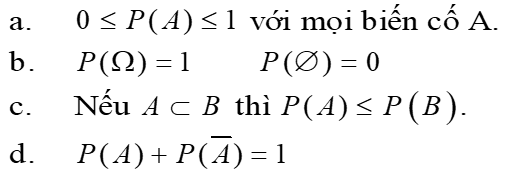 a. 0 ≤ P(A) ≤ 1 với mọi biến cố A.
b. P(Ω) = 1 P(∅) = 0
c. Nếu A ⊂ B thì P(A) ≤ P(B).
d. P(A) + P(A̅) = 1